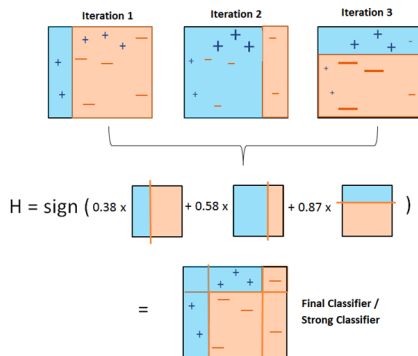 Iteration 1
Iteration 2
Iteration 3
H = sign ( 0.38 x + 0.58 x + 0.87 x )
=
Final Classifier /
Strong Classifier